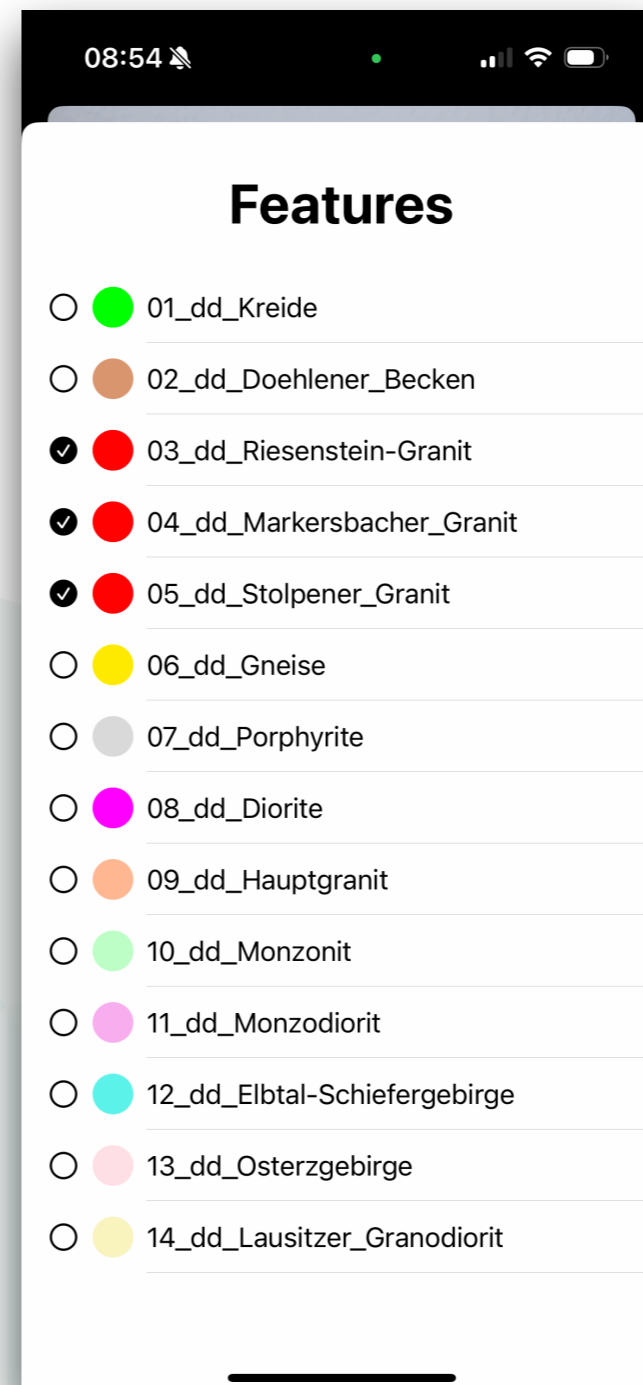 08:54
Features
01_dd_Kreide
02_dd_Doehlener_Becken
03_dd_Riesenstein-Granit
04_dd_Markersbacher_Granit
05_dd_Stolpener_Granit
06_dd_Gneise
07_dd_Porphyrite
08_dd_Diorite
09_dd_Hauptgranit
10_dd_Monzonit
11_dd_Monzodiorit
12_dd_Elbtal-Schiefergebirge
13_dd_Osterzgebirge
14_dd_Lausitzer_Granodiorit